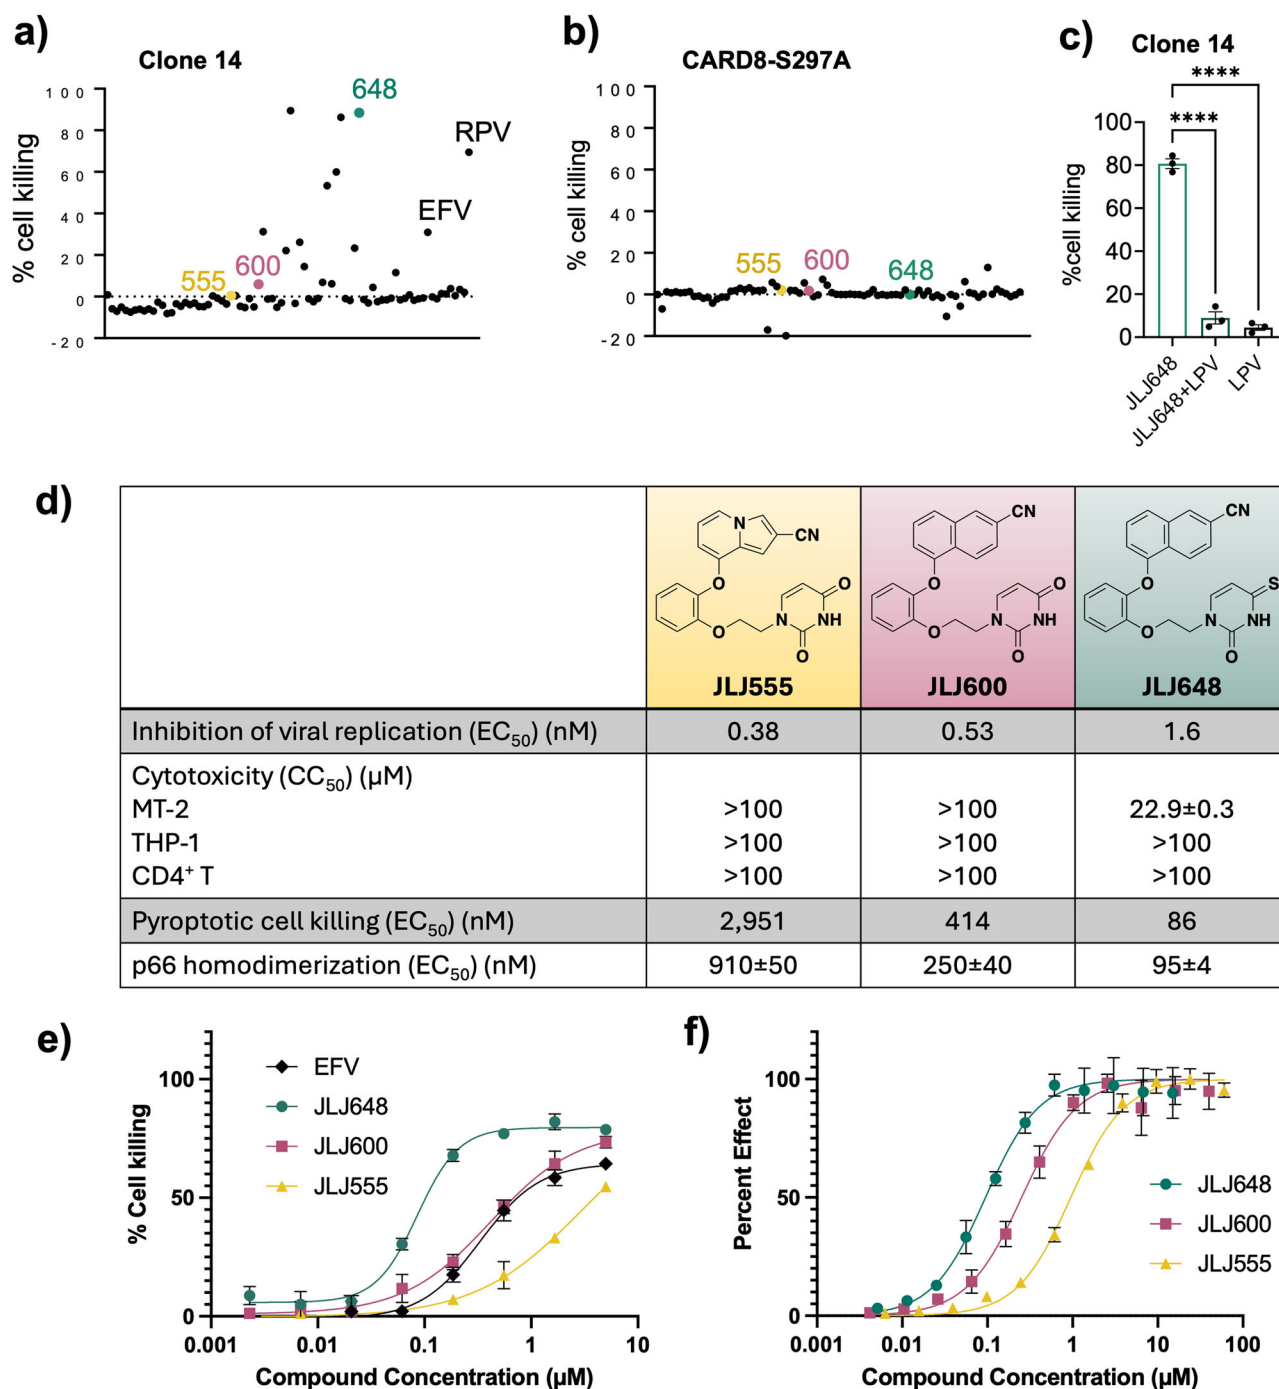 a)
Clone 14
% cell killing
100
80
60
40
20
0
-20
648
RPV
EFV
555
600
b)
CARD8-S297A
% cell killing
100
80
60
40
20
0
-20
555
600
648
c)
Clone 14
****
****
%cell killing
100
80
60
40
20
0
JLJ648
JLJ648+LPV
LPV
d)
N
CN
O
O
N
NH
O
O
JLJ555
CN
O
O
N
NH
O
O
JLJ600
CN
O
S
N
NH
O
O
JLJ648
Inhibition of viral replication (EC50) (nM) 0.38 0.53 1.6
Cytotoxicity (CC50) (µM)
MT-2 >100 >100 22.9±0.3
THP-1 >100 >100 >100
CD4+ T >100 >100 >100
Pyroptotic cell killing (EC50) (nM) 2,951 414 86
p66 homodimerization (EC50) (nM) 910±50 250±40 95±4
e)
EFV
JLJ648
JLJ600
JLJ555
% Cell killing
100
50
0
0.001 0.01 0.1 1 10
Compound Concentration (µM)
f)
Percent Effect
100
50
0
JLJ648
JLJ600
JLJ555
0.001 0.01 0.1 1 10 100
Compound Concentration (µM)